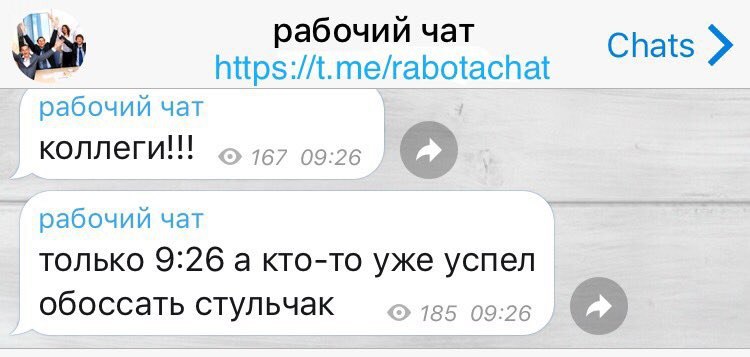 рабочий чат
https://t.me/rabotachat
Chats
рабочий чат
коллеги!!! 167 09:26
рабочий чат
только 9:26 а кто-то уже успел
обоссать стульчак 185 09:26